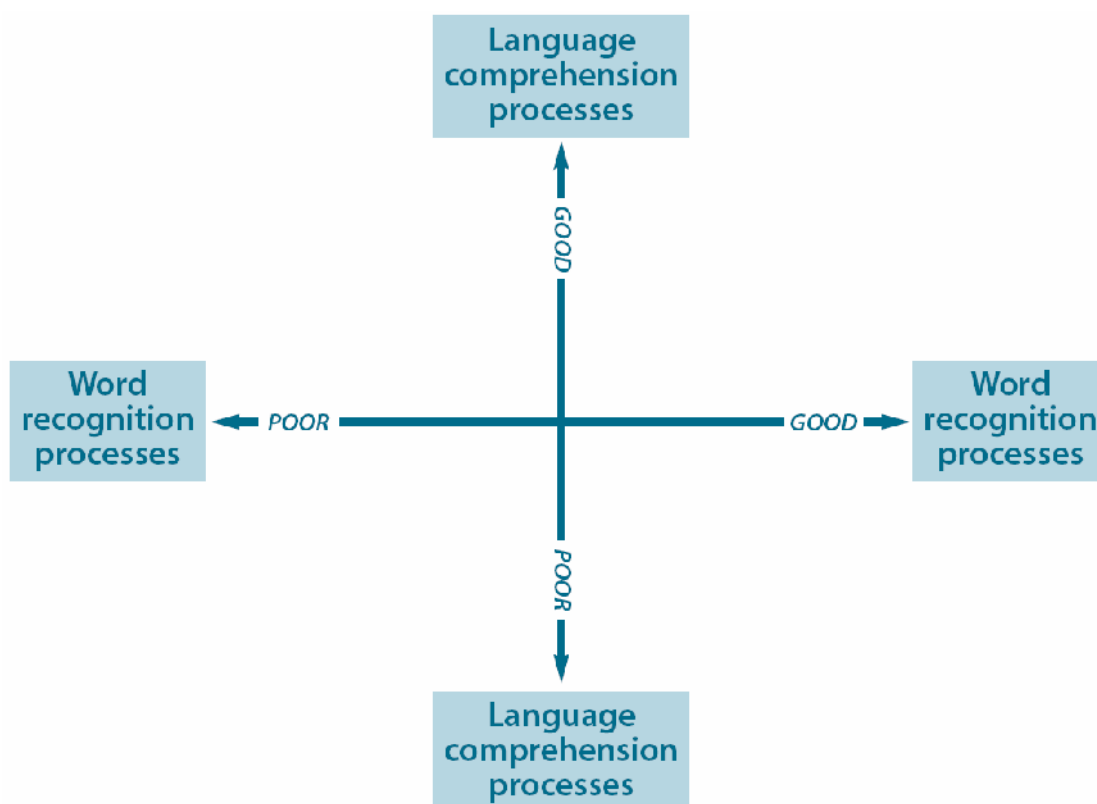 Language
comprehension
processes
GOOD
Word
recognition
processes
POOR
GOOD
Word
recognition
processes
POOR
Language
comprehension
processes